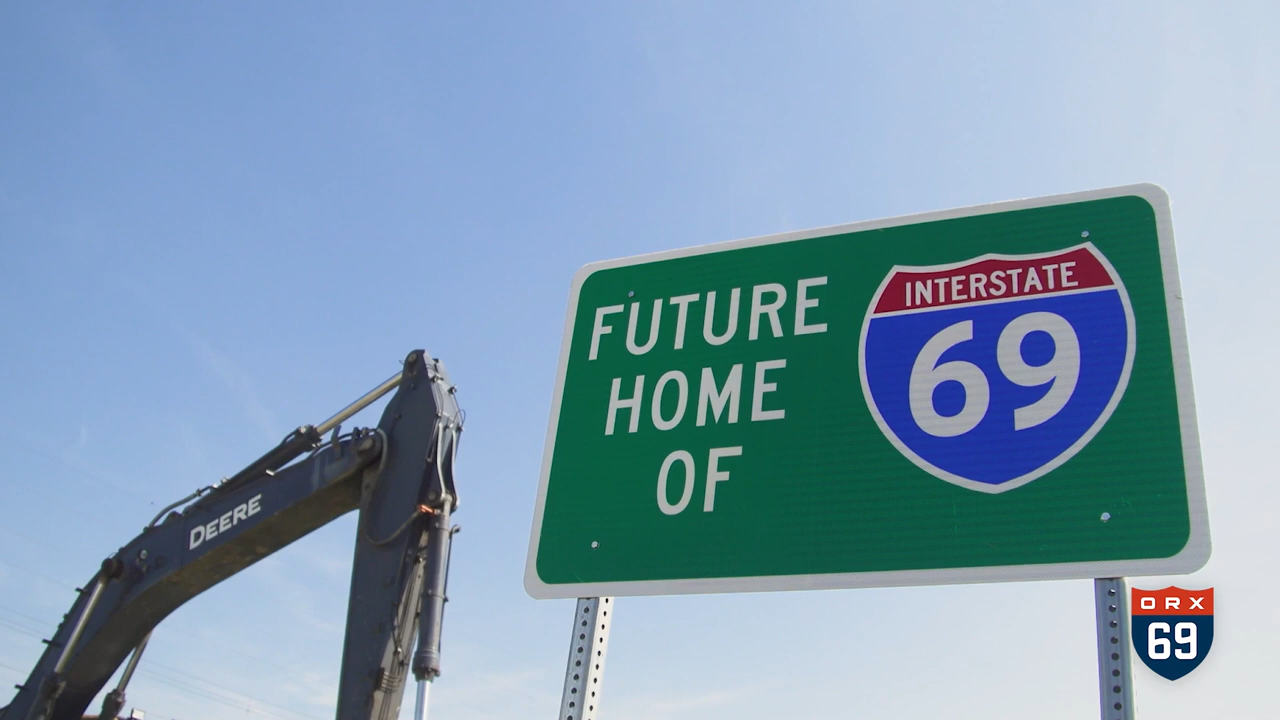 FUTURE
HOME
OF
INTERSTATE
69
DEERE
ORX
69